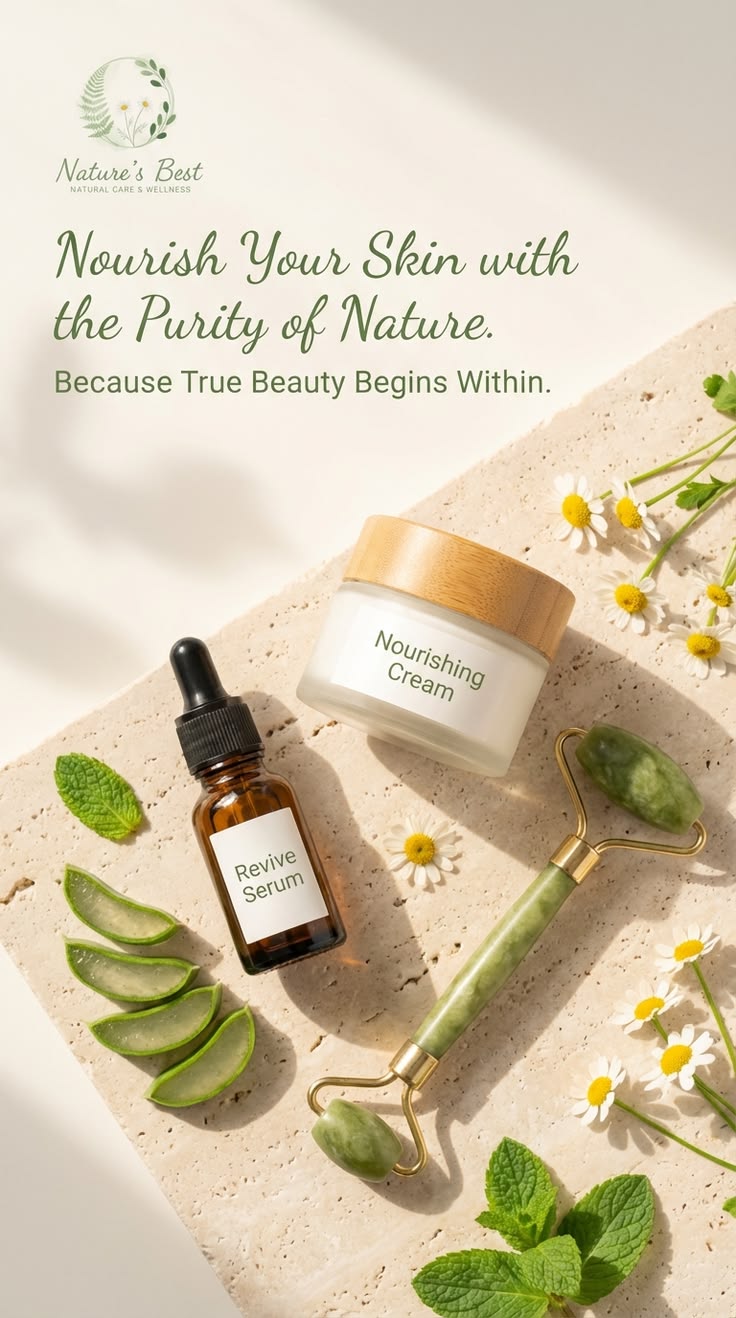 Nature's Best
NATURAL CARE & WELLNESS
Nourish Your Skin with
the Purity of Nature.
Because True Beauty Begins Within.
Nourishing
Cream
Revive
Serum